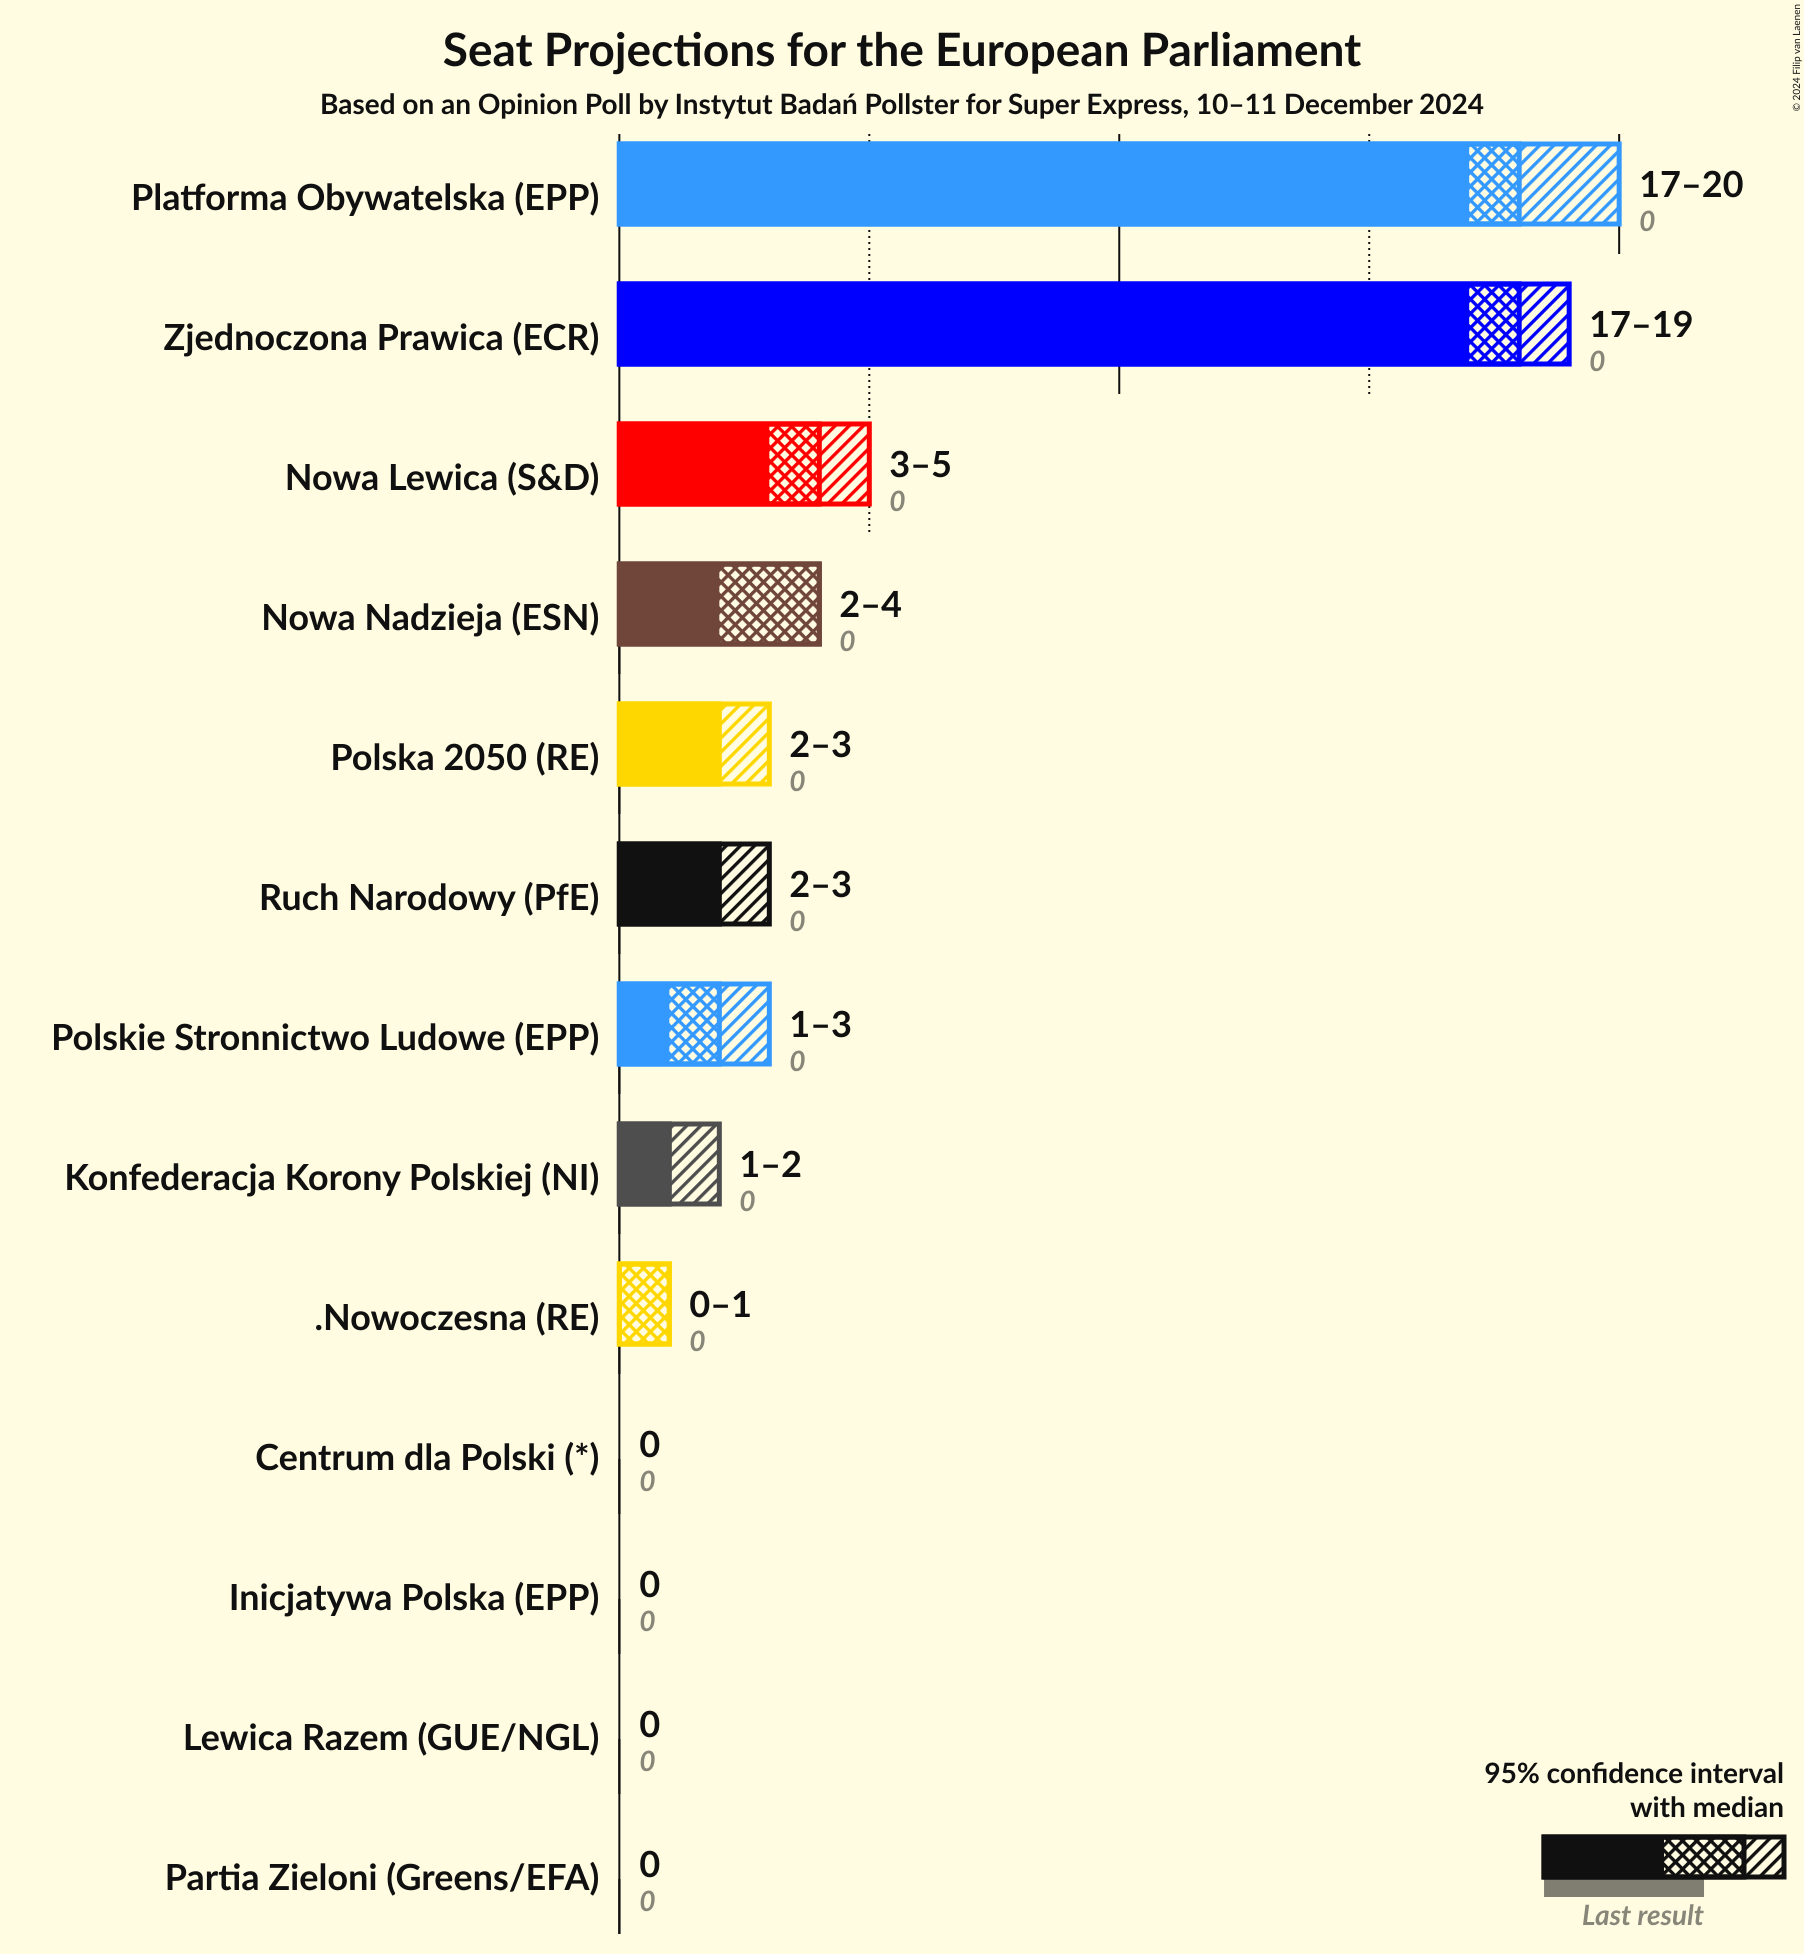 Seat Projections for the European Parliament
Based on an Opinion Poll by Instytut Badań Pollster for Super Express, 10–11 December 2024
© 2024 Filip van Laenen
Platforma Obywatelska (EPP)
17–20
0
Zjednoczona Prawica (ECR)
17–19
0
Nowa Lewica (S&D)
3–5
0
Nowa Nadzieja (ESN)
2–4
0
Polska 2050 (RE)
2–3
0
Ruch Narodowy (PfE)
2–3
0
Polskie Stronnictwo Ludowe (EPP)
1–3
0
Konfederacja Korony Polskiej (NI)
1–2
0
.Nowoczesna (RE)
0–1
0
Centrum dla Polski (*)
0
0
Inicjatywa Polska (EPP)
0
0
Lewica Razem (GUE/NGL)
0
0
Partia Zieloni (Greens/EFA)
0
0
95% confidence interval
with median
Last result